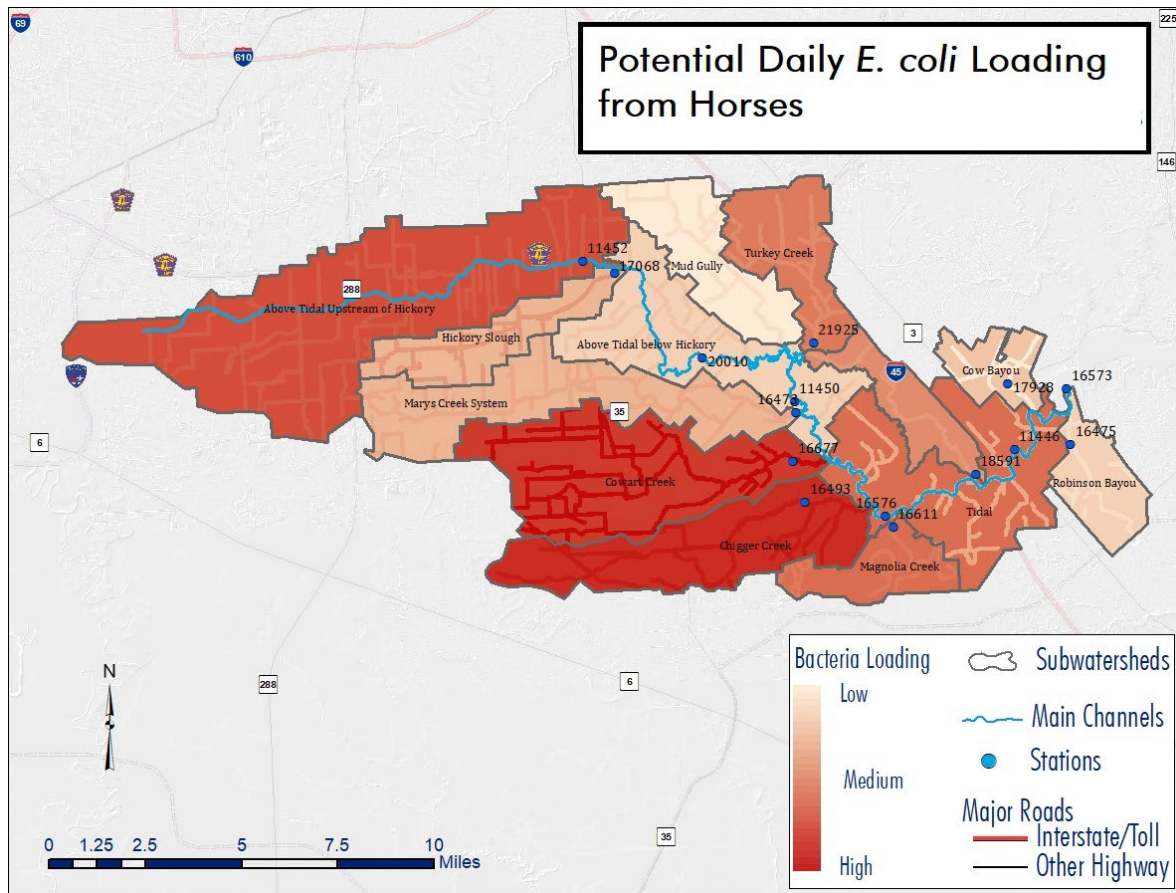 69
610
225
Potential Daily E. coli Loading
from Horses
146
11452
17068
Mud Gully
Turkey Creek
288
Above Tidal Upstream of Hickory
Hickory Slough
Above Tidal below Hickory
20010
21925
3
45
Cow Bayou
17928
16573
Marys Creek System
35
11450
16473
6
16677
11446
16475
18591
Robinson Bayou
Cowart Creek
16493
16576
16611
Tidal
Chigger Creek
Magnolia Creek
N
288
6
35
Bacteria Loading
Low
Medium
High
Subwatersheds
Main Channels
Stations
Major Roads
Interstate/Toll
Other Highway
0 1.25 2.5 5 7.5 10
Miles